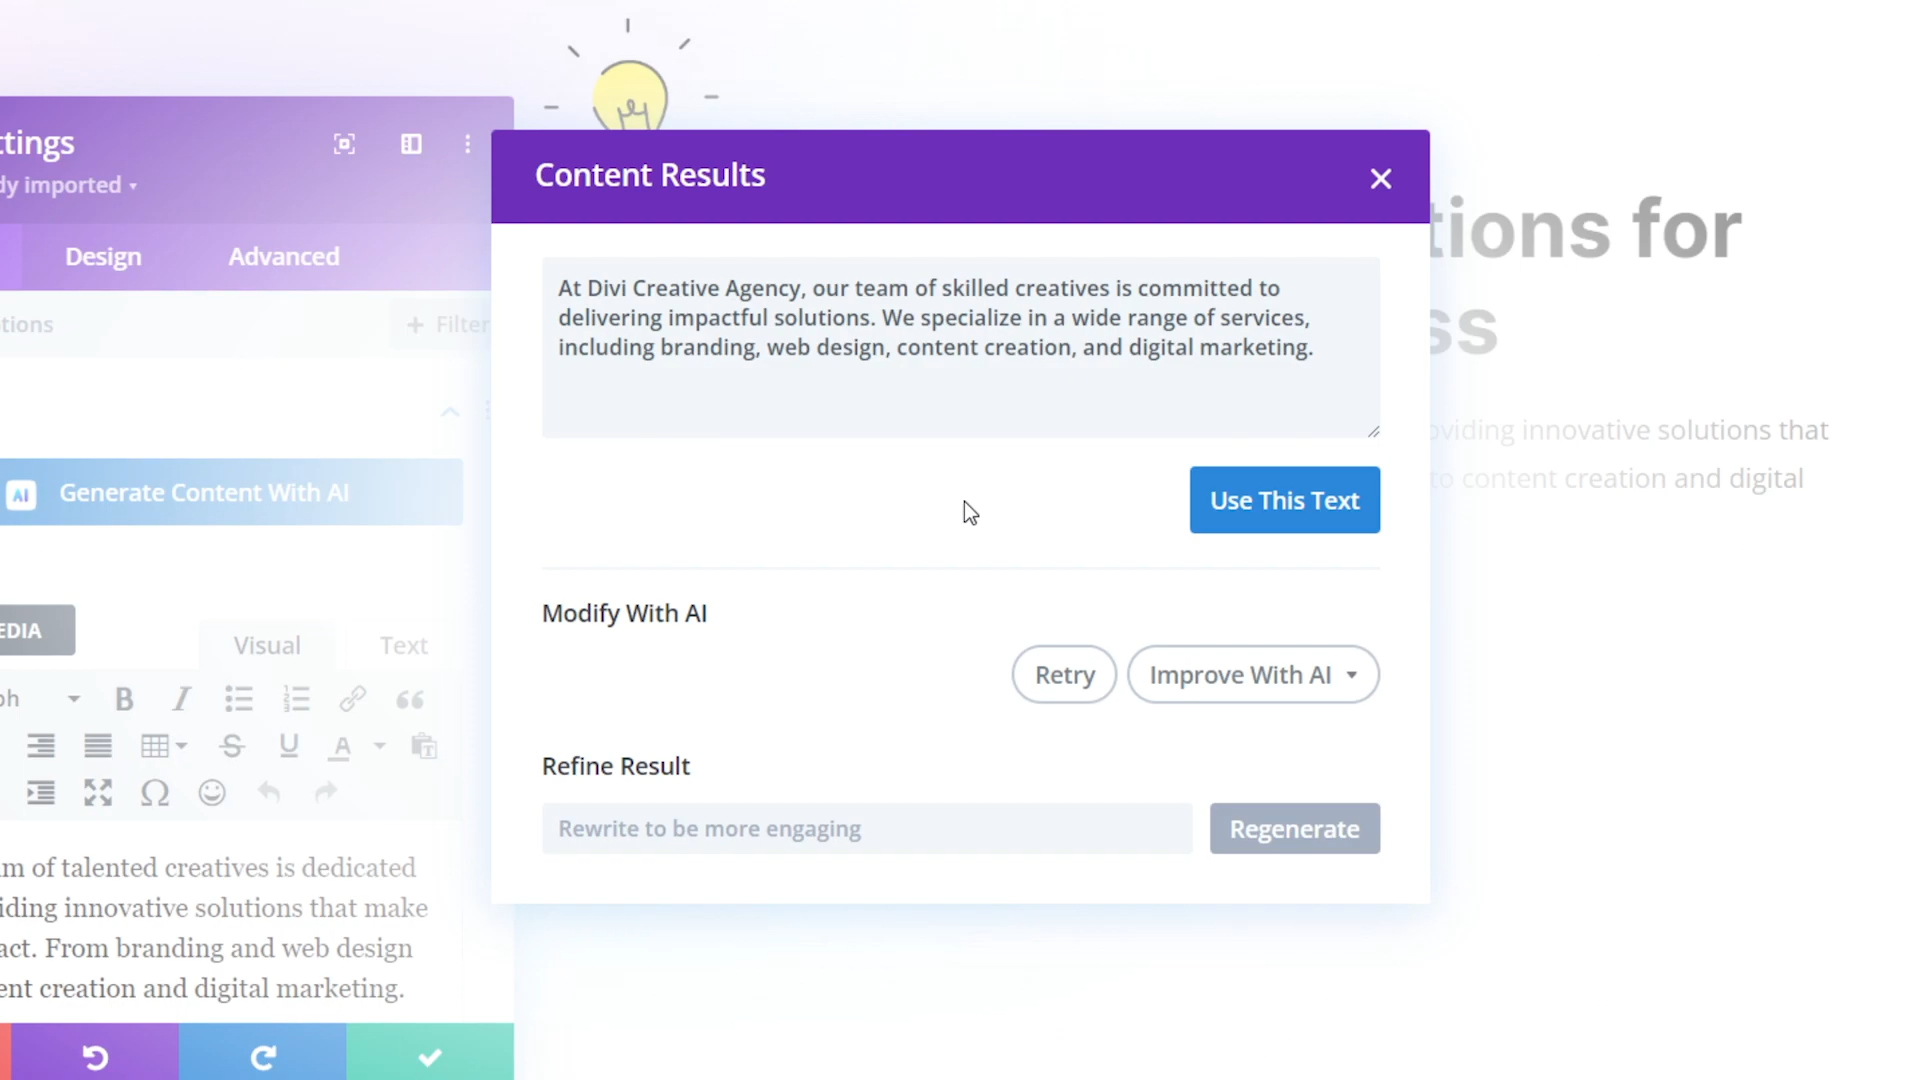 ttings
dy imported
Design
Advanced
tions
+ Filter
AI Generate Content With AI
EDIA
Visual
Text
ph
B I
S U A
T
am of talented creatives is dedicated
iding innovative solutions that make
act. From branding and web design
ent creation and digital marketing.
Content Results
At Divi Creative Agency, our team of skilled creatives is committed to
delivering impactful solutions. We specialize in a wide range of services,
including branding, web design, content creation, and digital marketing.
Use This Text
Modify With AI
Retry
Improve With AI
Refine Result
Rewrite to be more engaging
Regenerate
tions for
ss
oviding innovative solutions that
to content creation and digital